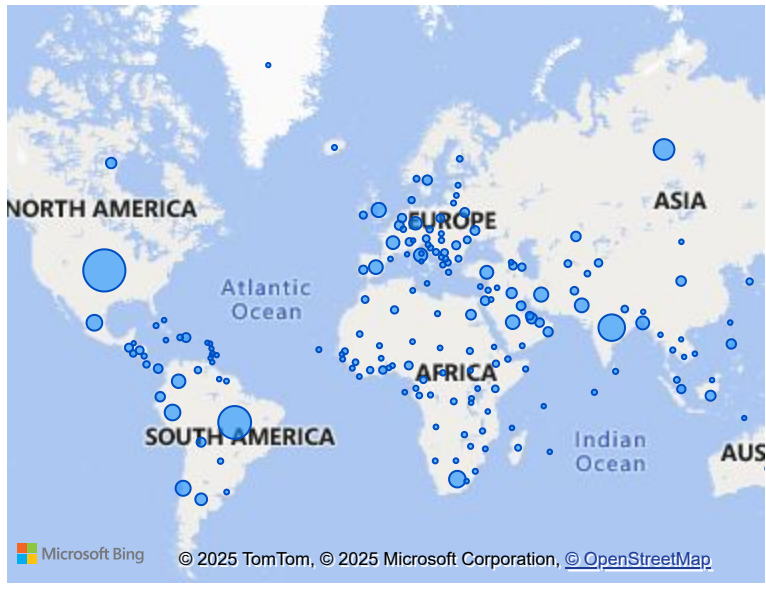 NORTH AMERICA
EUROPE
ASIA
Atlantic
Ocean
AFRICA
SOUTH AMERICA
Indian
Ocean
AUS
Microsoft Bing
© 2025 TomTom, © 2025 Microsoft Corporation, © OpenStreetMap